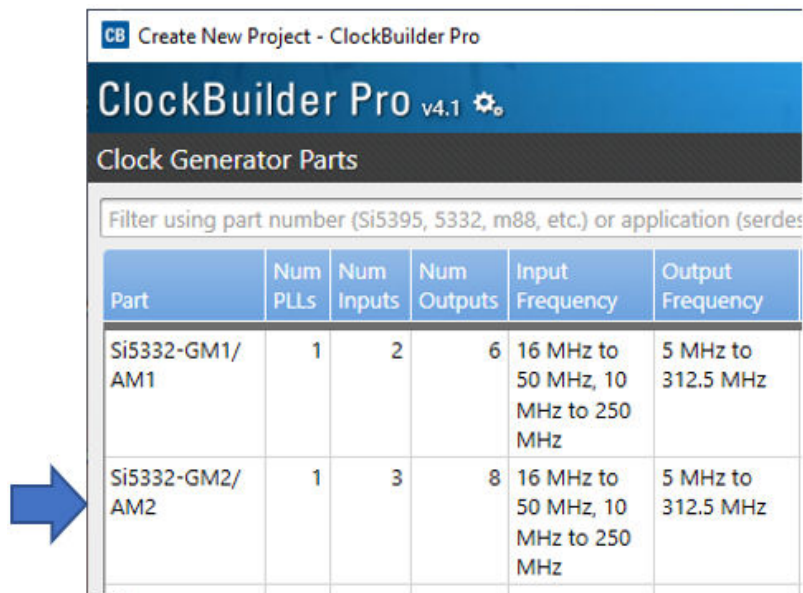 CB Create New Project - ClockBuilder Pro
ClockBuilder Pro v4.1
Clock Generator Parts
Filter using part number (Si5395, 5332, m88, etc.) or application (serdes
Part Num PLLs Num Inputs Num Outputs Input Frequency Output Frequency
Si5332-GM1/ 1 2 6 16 MHz to 5 MHz to
AM1 50 MHz, 10 312.5 MHz
MHz to 250
MHz
Si5332-GM2/ 1 3 8 16 MHz to 5 MHz to
AM2 50 MHz, 10 312.5 MHz
MHz to 250
MHz